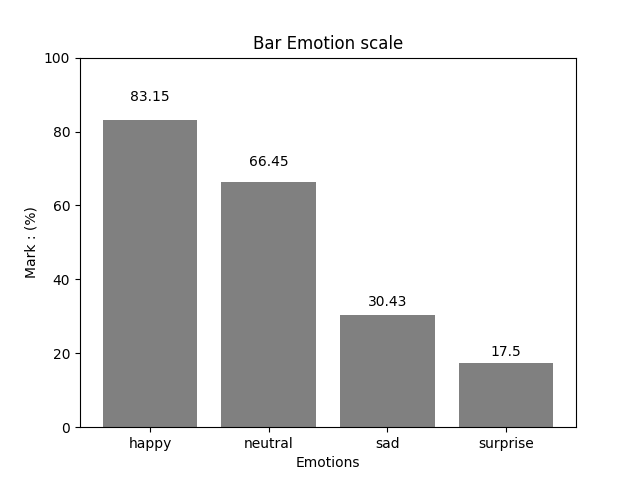 Bar Emotion scale
100
83.15
80
66.45
60
Mark : (%)
40
30.43
20
17.5
0
happy neutral sad surprise
Emotions